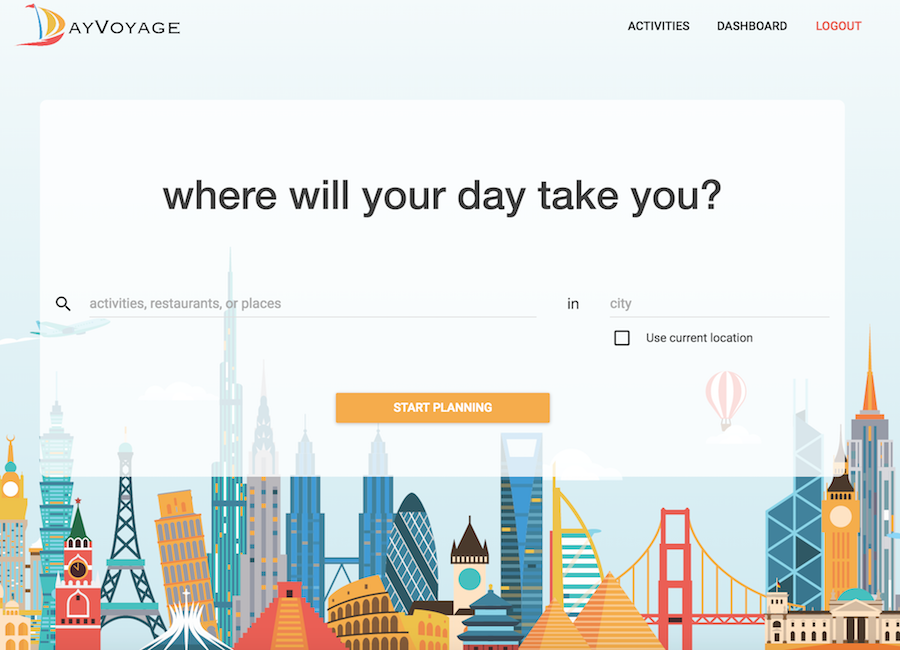 DAYVOYAGE
ACTIVITIES DASHBOARD LOGOUT
where will your day take you?
activities, restaurants, or places in city
Use current location
START PLANNING